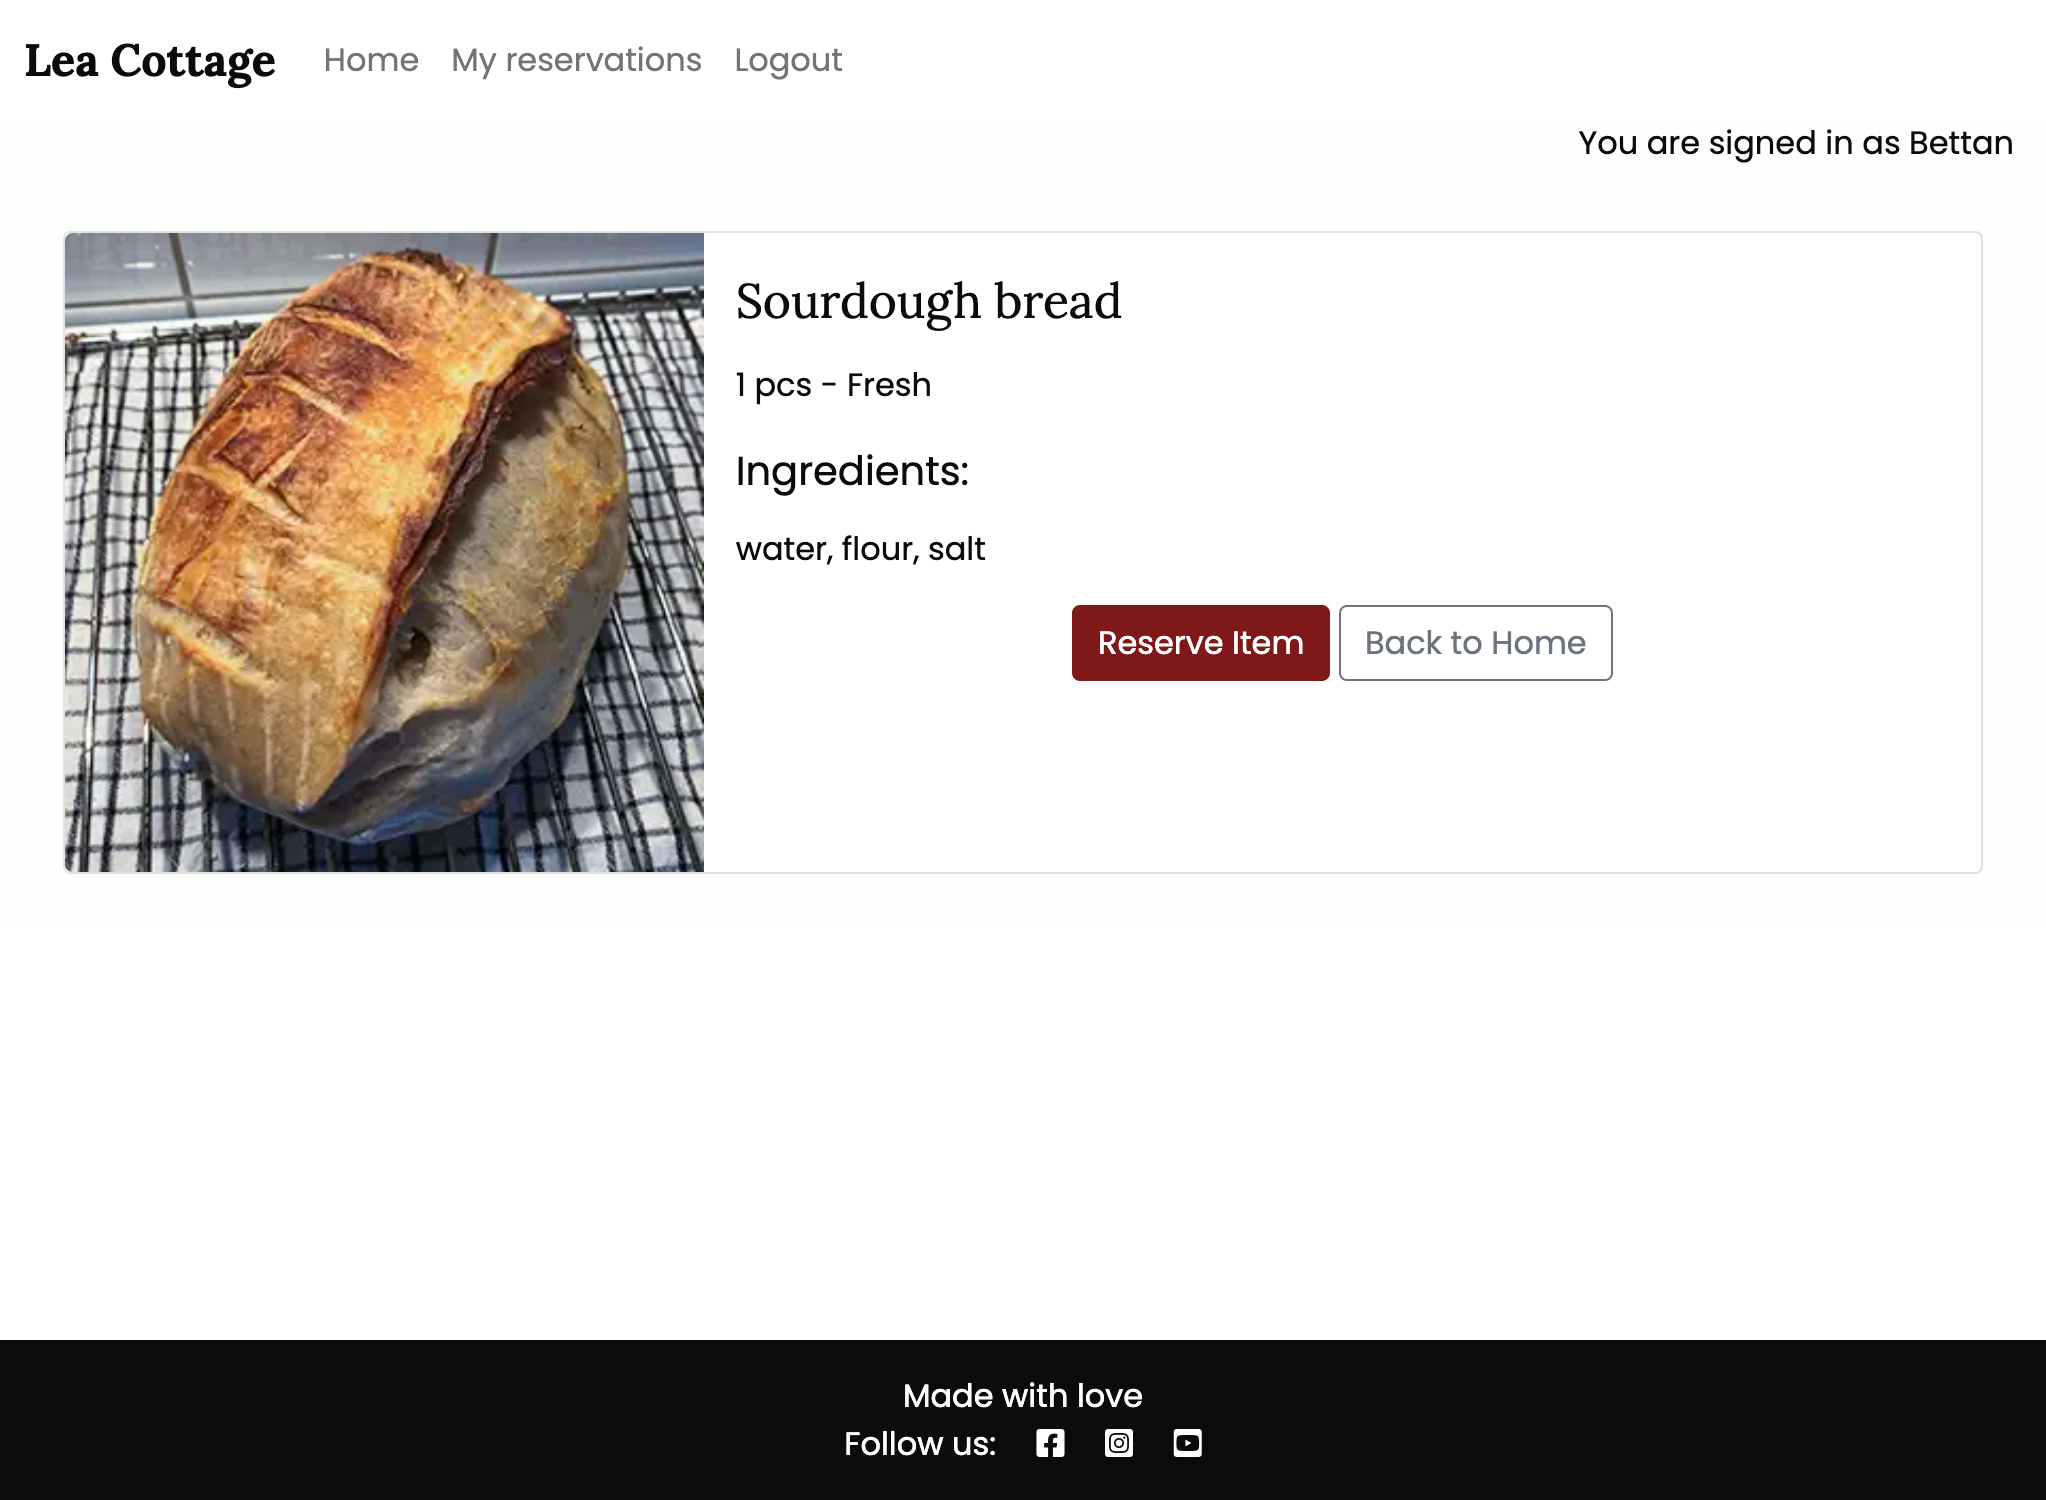 Lea Cottage Home My reservations Logout
You are signed in as Bettan
Sourdough bread
1 pcs - Fresh
Ingredients:
water, flour, salt
Reserve Item Back to Home
Made with love
Follow us: